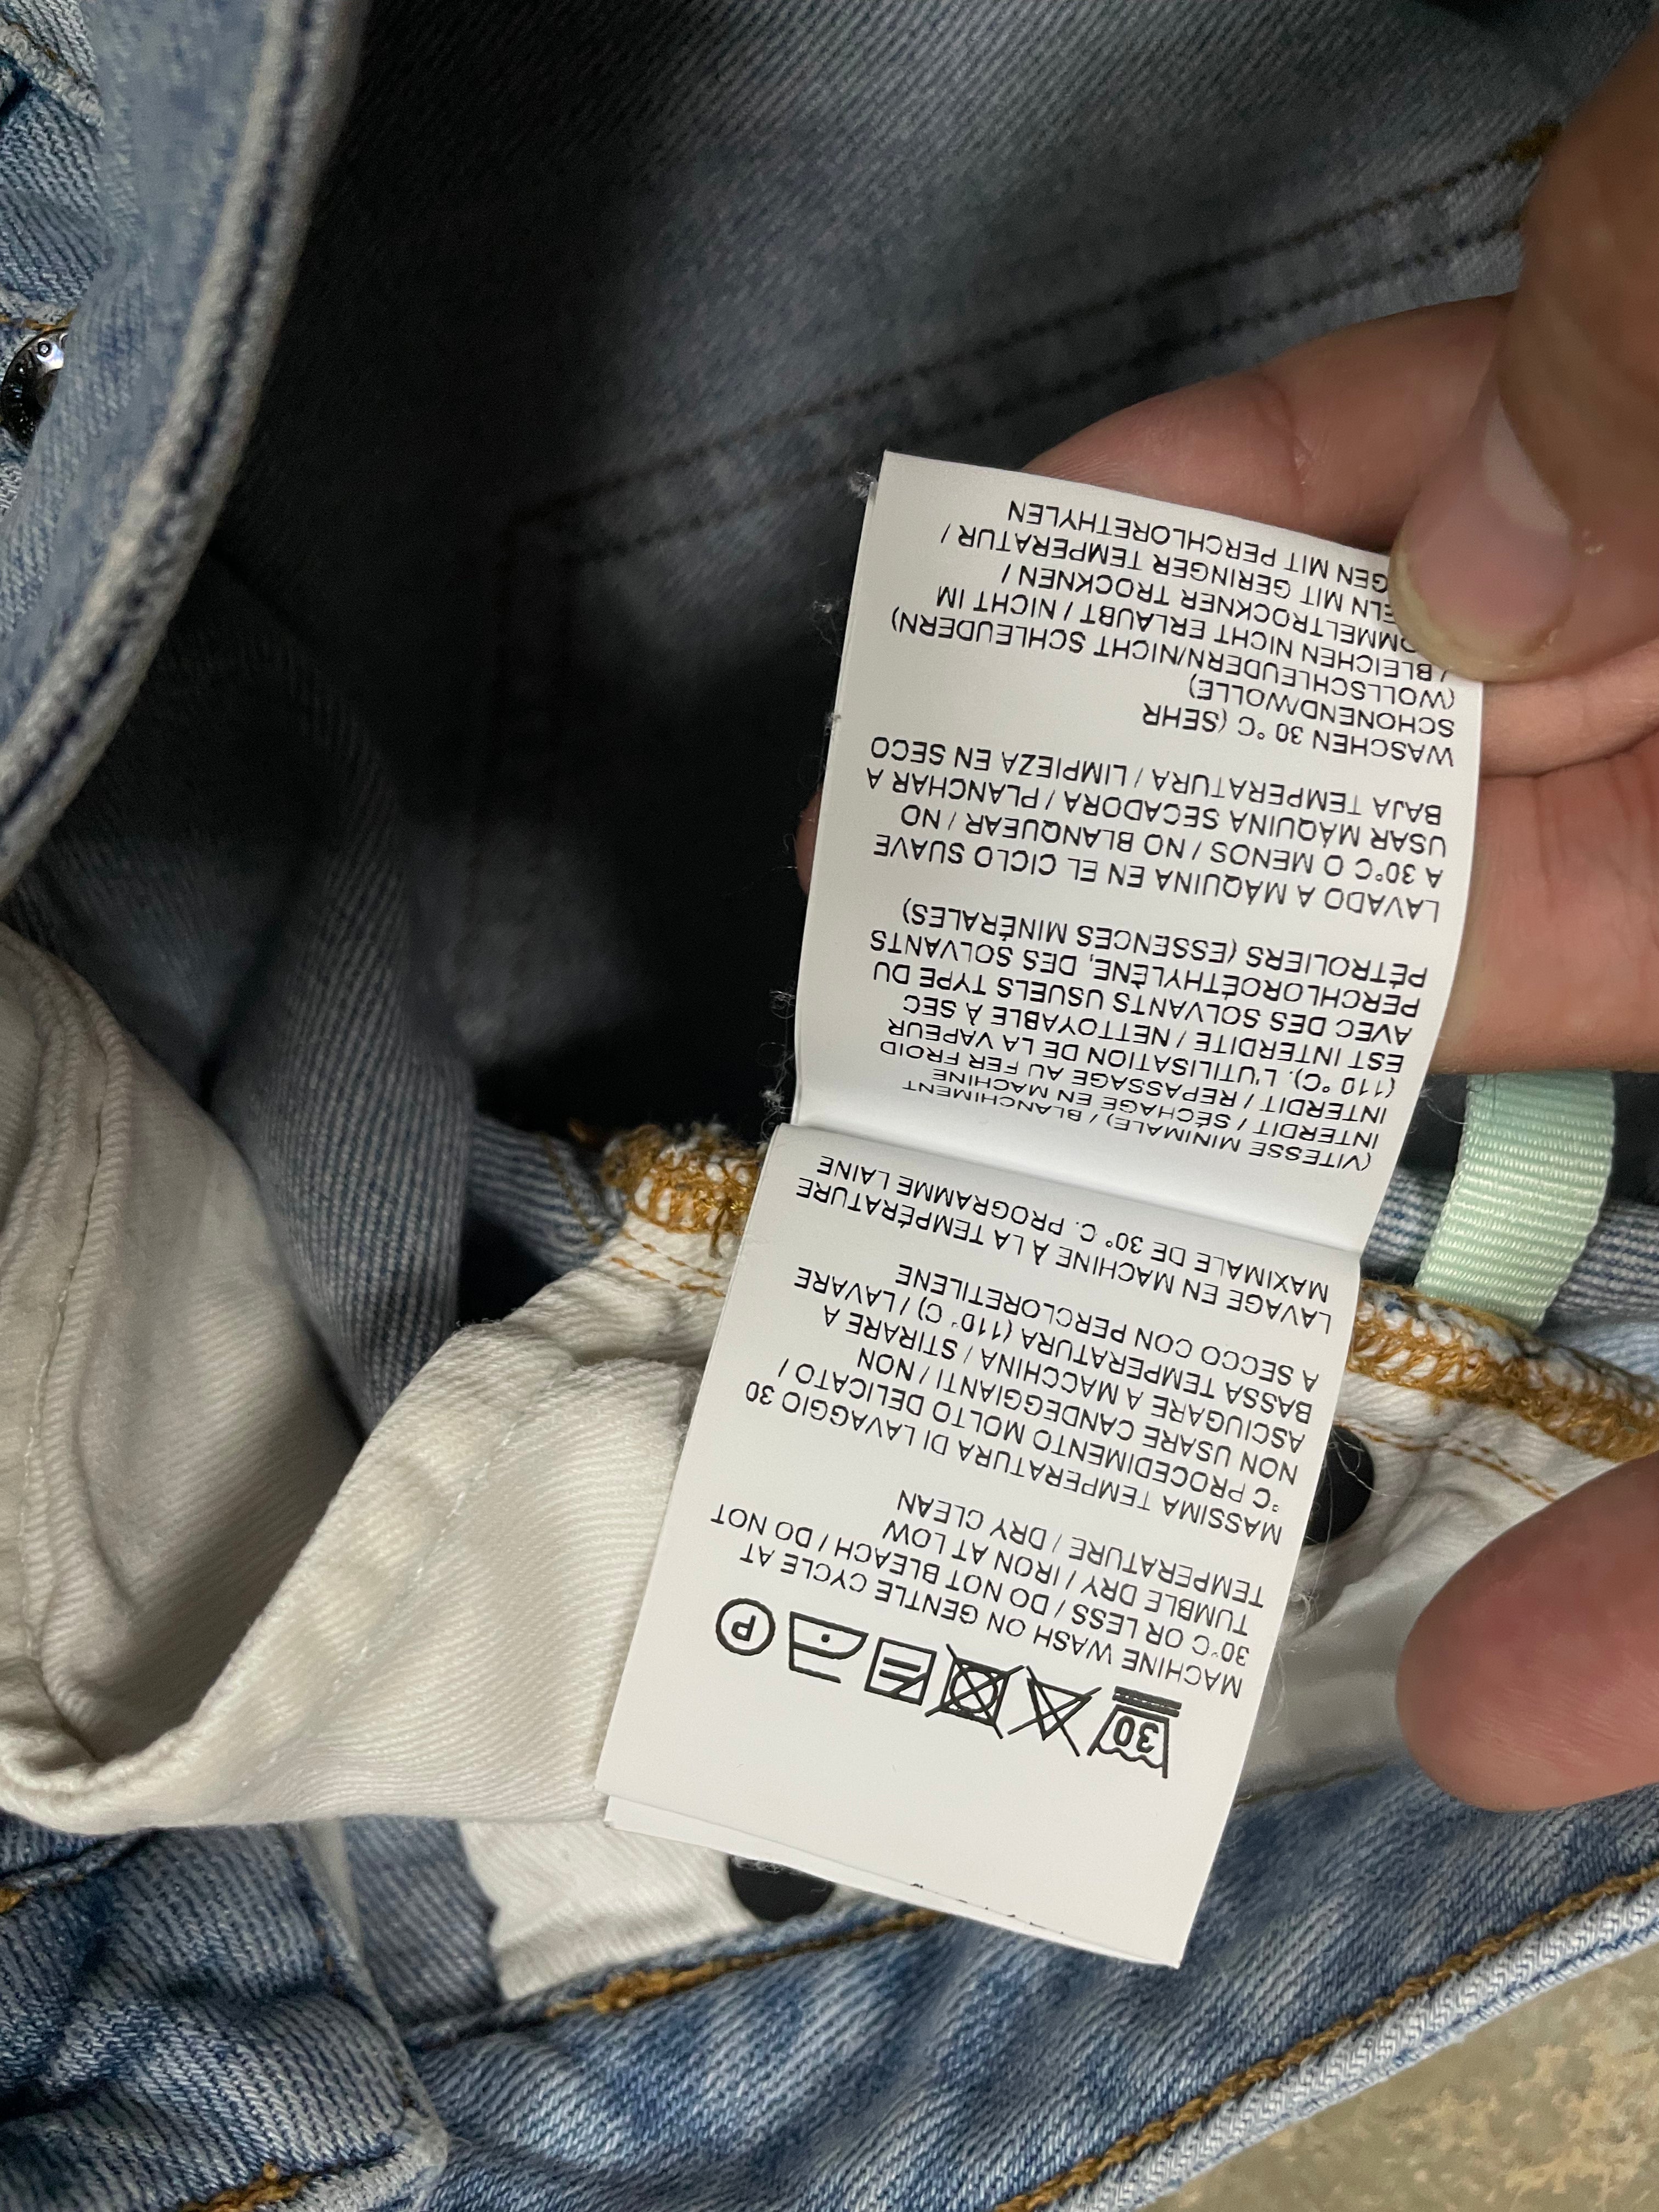 30 P
MACHINE WASH ON GENTLE CYCLE AT
30°C OR LESS / DO NOT BLEACH / DO NOT
TUMBLE DRY / IRON AT LOW
TEMPERATURE / DRY CLEAN
MASSIMA TEMPERATURA DI LAVAGGIO 30
°C PROCEDIMENTO MOLTO DELICATO /
NON USARE CANDEGGIANTI / NON
ASCIUGARE A MACCHINA / STIRARE A
BASSA TEMPERATURA (110° C) / LAVARE
A SECCO CON PERCLORETILENE
LAVAGE EN MACHINE À LA TEMPÉRATURE
MAXIMALE DE 30° C. PROGRAMME LAINE
(VITESSE MINIMALE) / BLANCHIMENT
INTERDIT / SÉCHAGE EN MACHINE
INTERDIT / REPASSAGE AU FER FROID
(110 °C). L'UTILISATION DE LA VAPEUR
EST INTERDITE / NETTOYABLE À SEC
AVEC DES SOLVANTS USUELS TYPE DU
PERCHLOROÉTHYLÈNE, DES SOLVANTS
PÉTROLIERS (ESSENCES MINÉRALES)
LAVADO A MÁQUINA EN EL CICLO SUAVE
A 30°C O MENOS / NO BLANQUEAR / NO
USAR MÁQUINA SECADORA / PLANCHAR A
BAJA TEMPERATURA / LIMPIEZA EN SECO
WASCHEN 30 °C (SEHR
SCHONEND/WOLLE)
(WOLLSCHLEUDERN/NICHT SCHLEUDERN)
/ BLEICHEN NICHT ERLAUBT / NICHT IM
OMMELTROCKNER TROCKNEN /
ELN MIT GERINGER TEMPERATUR /
GEN MIT PERCHLORETHYLEN